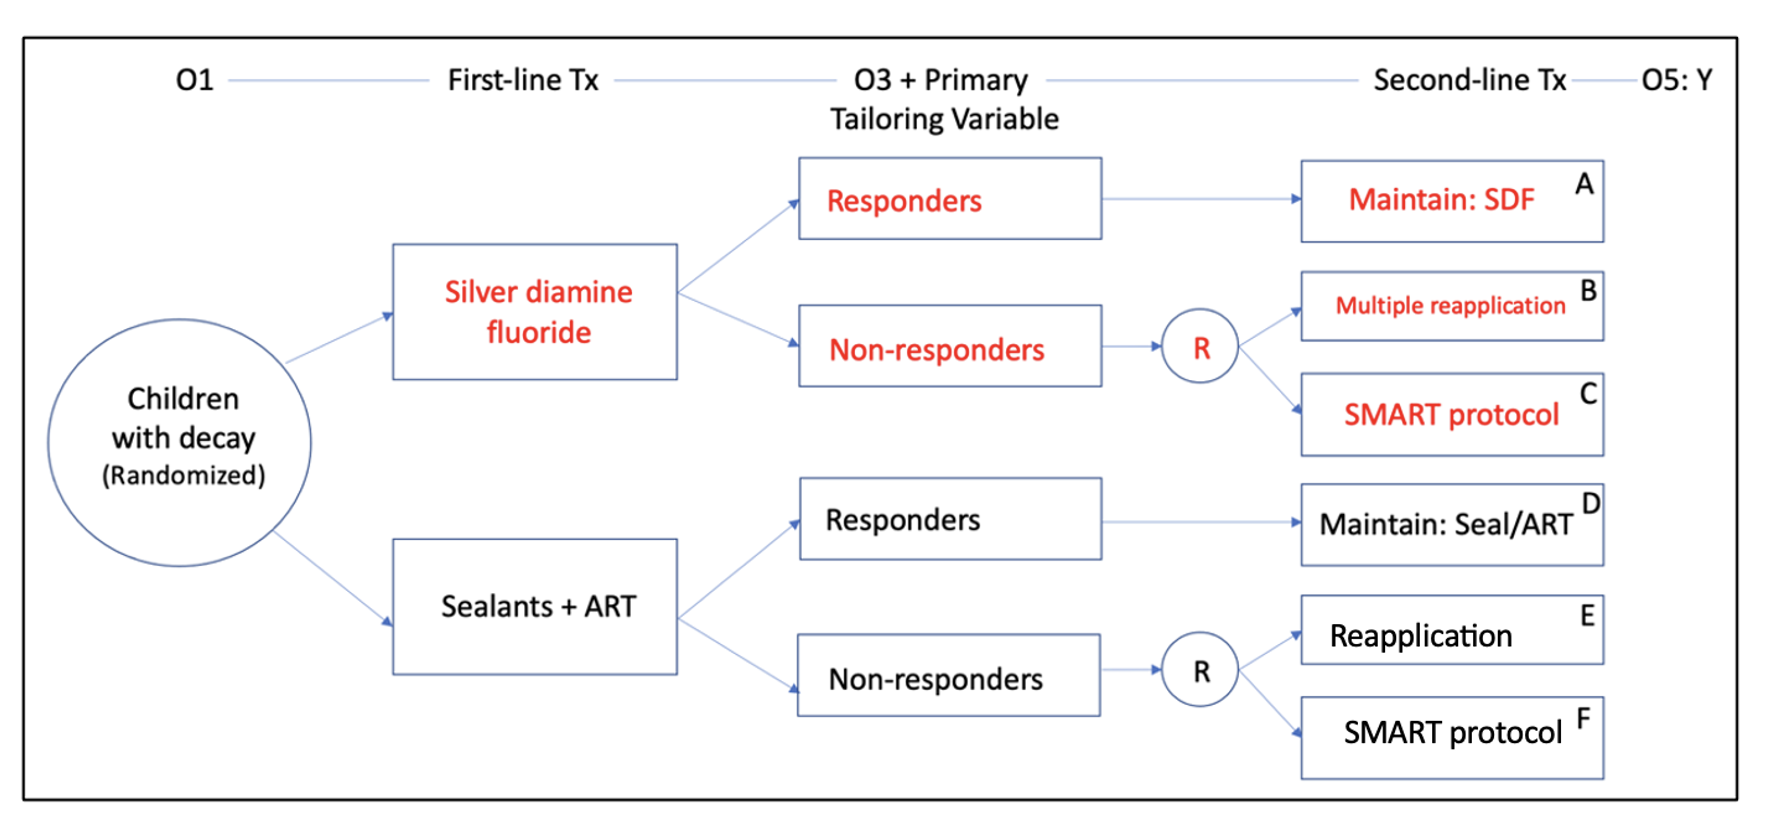 O1 First-line Tx O3 + Primary Second-line Tx O5: Y
Tailoring Variable
Children
with decay
(Randomized)
Silver diamine
fluoride
Responders
Maintain: SDF A
Non-responders
R
Multiple reapplication B
SMART protocol C
Sealants + ART
Responders
Maintain: Seal/ART D
Non-responders
R
Reapplication E
SMART protocol F